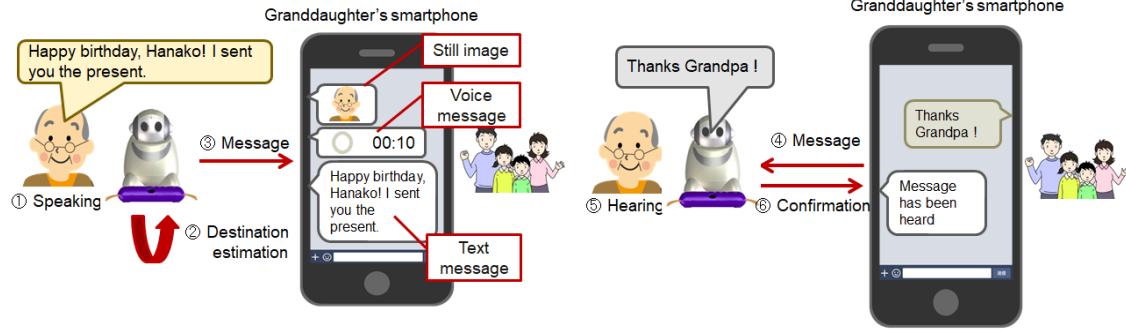 Granddaughter's smartphone
Happy birthday, Hanako! I sent
you the present.
Still image
Voice
message
③ Message
00:10
① Speaking
Happy birthday,
Hanako! I sent
you the
present.
② Destination
estimation
Text
message
Granddaughter's smartphone
Thanks Grandpa !
Thanks
Grandpa !
④ Message
⑤ Hearing
⑥ Confirmation
Message
has been
heard